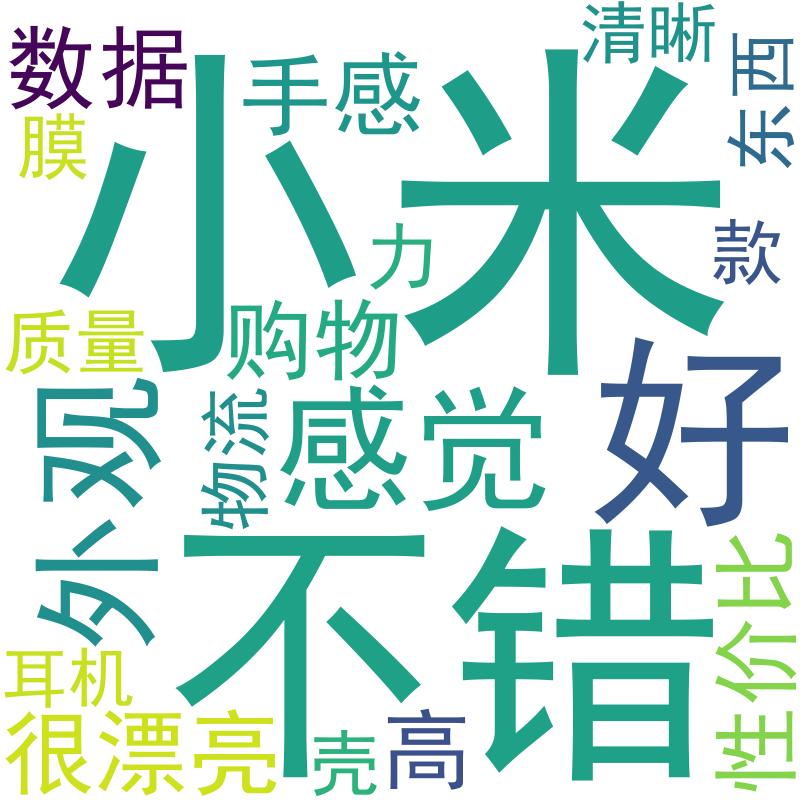 数据
手感
清晰
东西
膜
小米
力
款
质量
购物
好
外观
物流
感觉
不错
性价比
耳机
很漂亮
壳
高